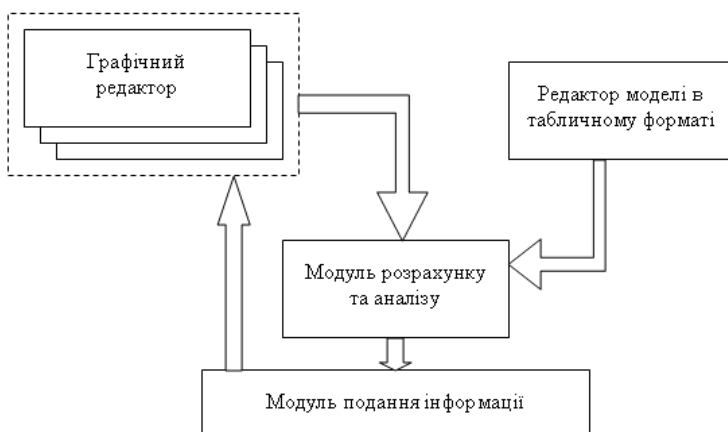 Графічний
редактор
Редактор моделі в
табличному форматі
Модуль розрахунку
та аналізу
Модуль подання інформації